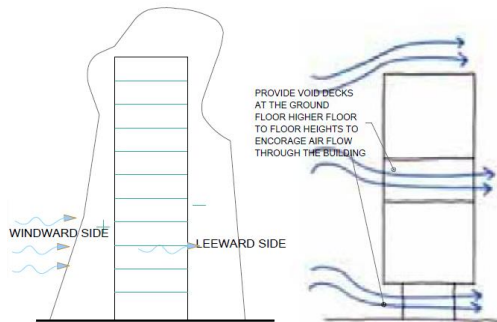 WINDWARD SIDE
LEEWARD SIDE
PROVIDE VOID DECKS
AT THE GROUND
FLOOR HIGHER FLOOR
TO FLOOR HEIGHTS TO
ENCORAGE AIR FLOW
THROUGH THE BUILDING